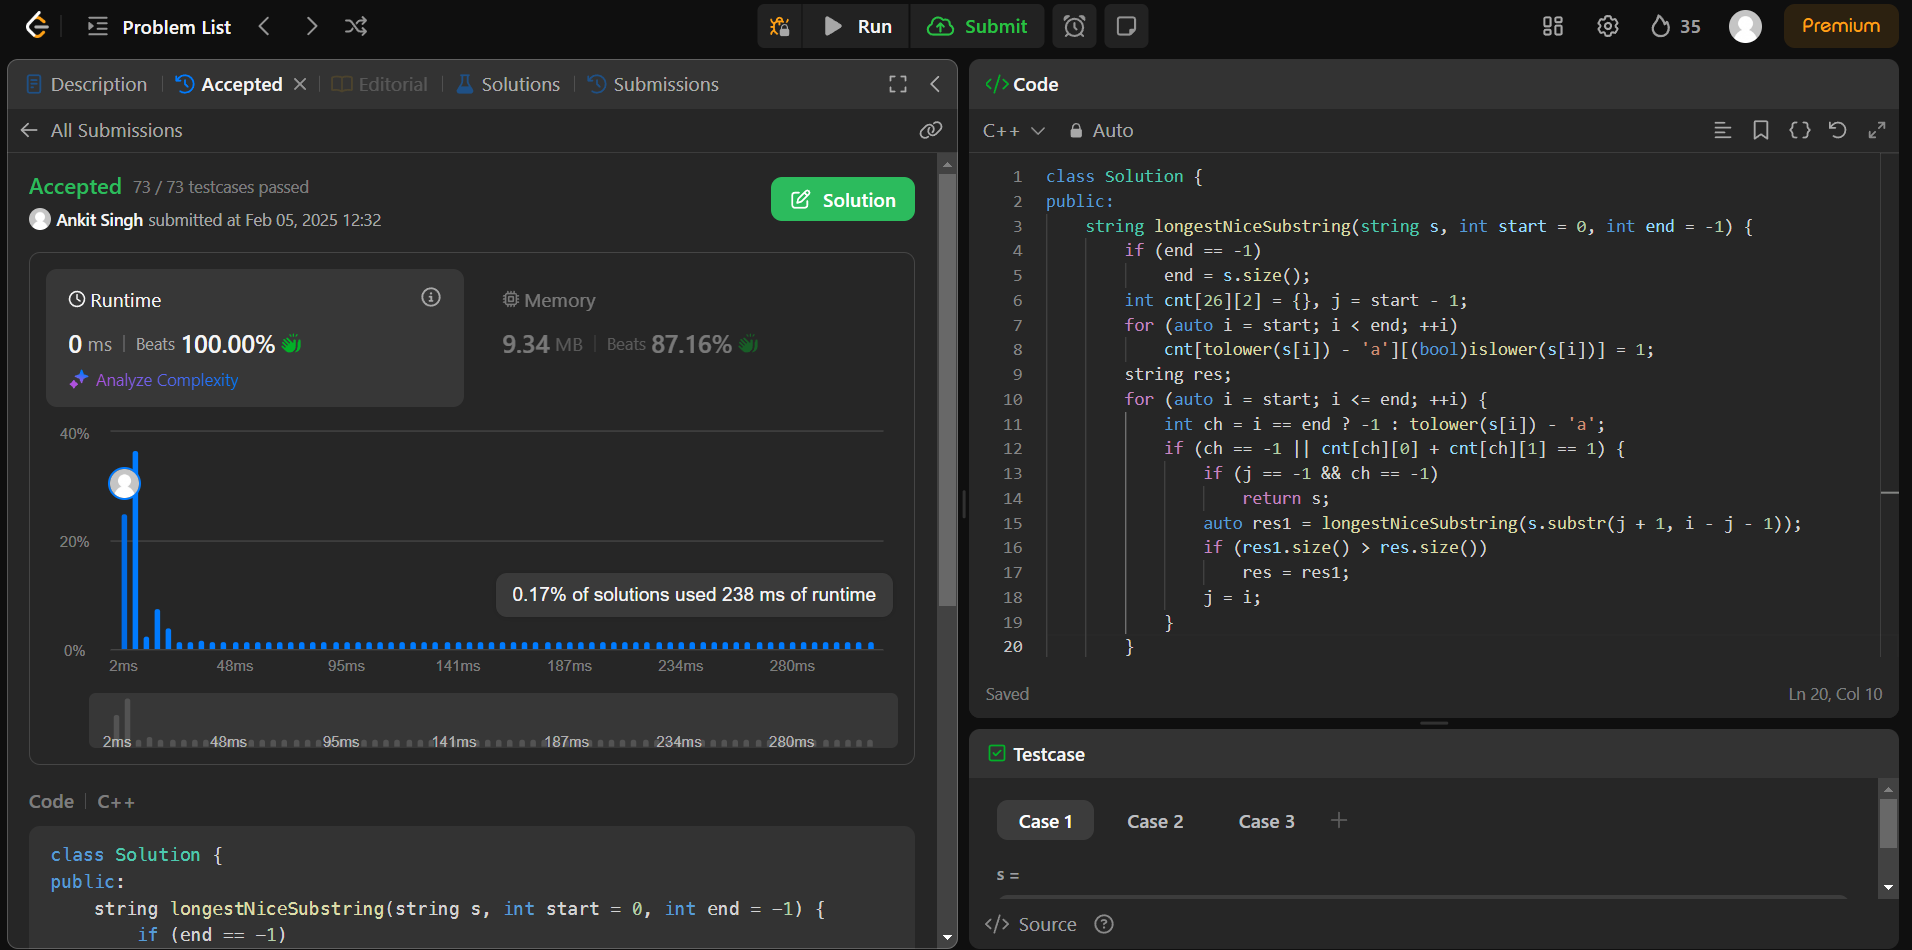 Problem List
Run
Submit
35
Premium
Description
Accepted
Editorial
Solutions
Submissions
All Submissions
Accepted 73 / 73 testcases passed
Ankit Singh submitted at Feb 05, 2025 12:32
Solution
Runtime
0 ms | Beats 100.00%
Analyze Complexity
Memory
9.34 MB | Beats 87.16%
40%
20%
0%
0.17% of solutions used 238 ms of runtime
2ms 48ms 95ms 141ms 187ms 234ms 280ms
2ms 48ms 95ms 141ms 187ms 234ms 280ms
Code | C++
class Solution {
public:
    string longestNiceSubstring(string s, int start = 0, int end = -1) {
        if (end == -1)
</> Code
C++
Auto
1 class Solution {
2 public:
3     string longestNiceSubstring(string s, int start = 0, int end = -1) {
4         if (end == -1)
5             end = s.size();
6         int cnt[26][2] = {}, j = start - 1;
7         for (auto i = start; i < end; ++i)
8             cnt[tolower(s[i]) - 'a'][(bool)islower(s[i])] = 1;
9         string res;
10         for (auto i = start; i <= end; ++i) {
11             int ch = i == end ? -1 : tolower(s[i]) - 'a';
12             if (ch == -1 || cnt[ch][0] + cnt[ch][1] == 1) {
13                 if (j == -1 && ch == -1)
14                     return s;
15                 auto res1 = longestNiceSubstring(s.substr(j + 1, i - j - 1));
16                 if (res1.size() > res.size())
17                     res = res1;
18                 j = i;
19             }
20         }
Saved
Ln 20, Col 10
Testcase
Case 1
Case 2
Case 3
s =
</> Source